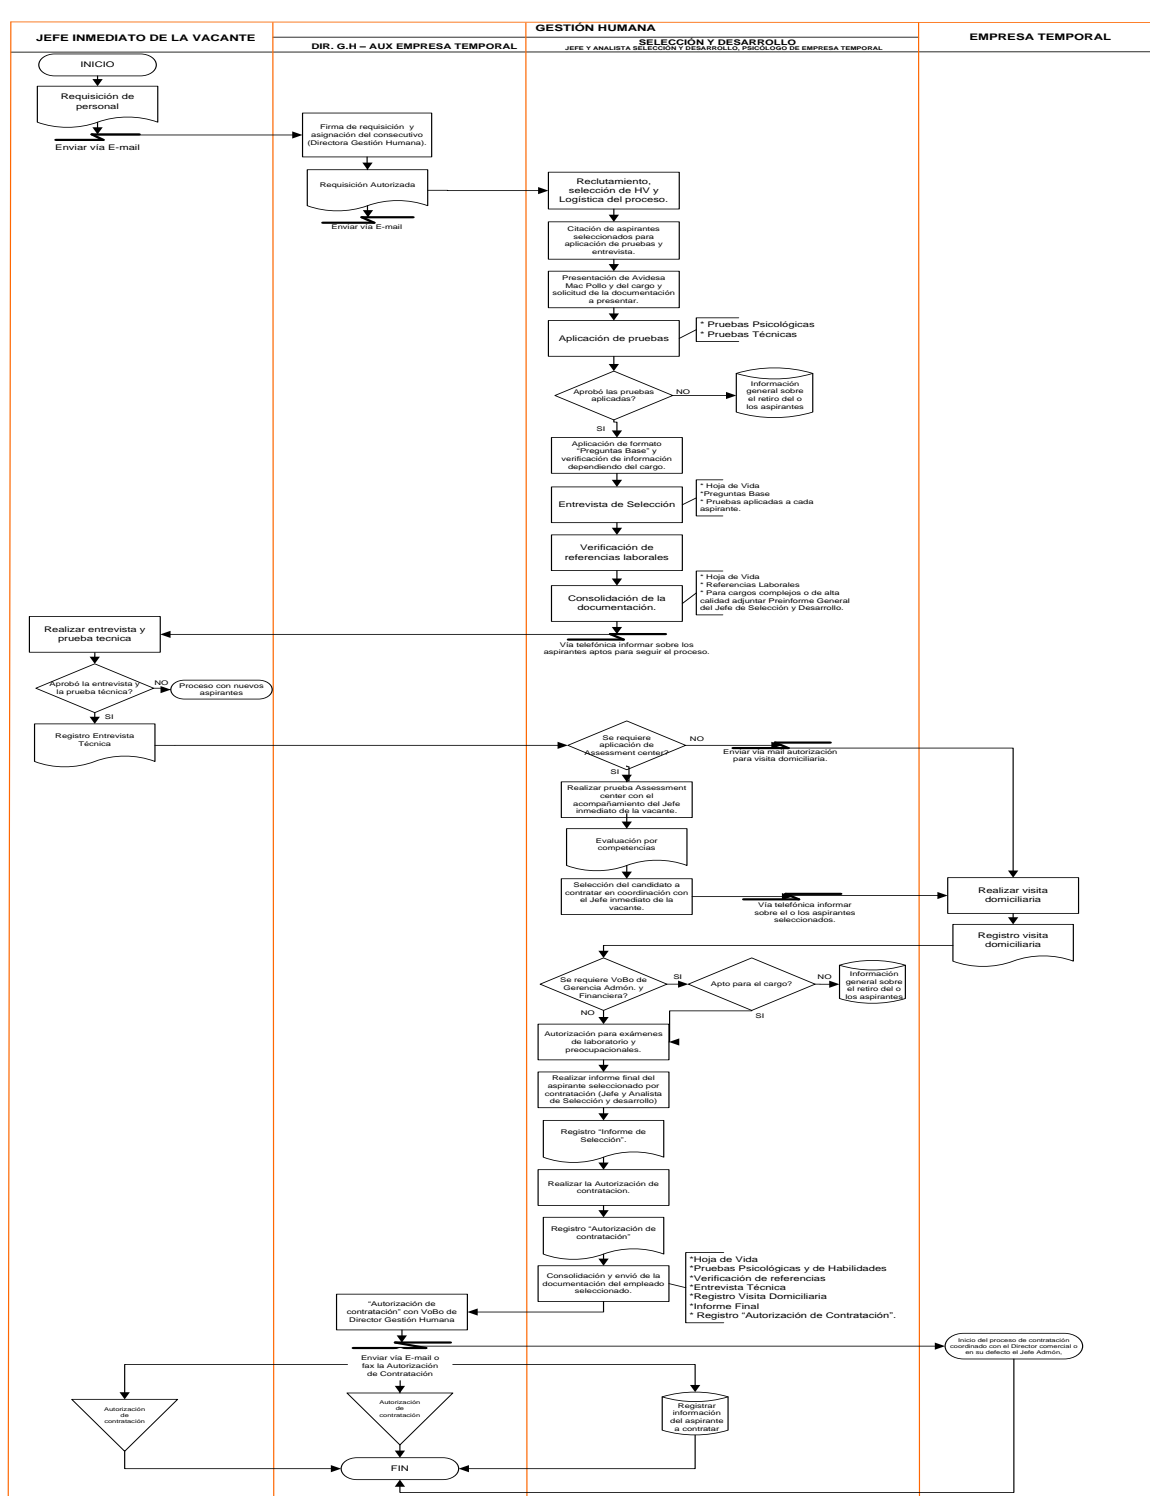 GESTIÓN HUMANA
JEFE INMEDIATO DE LA VACANTE
DIR. G.H – AUX EMPRESA TEMPORAL
SELECCIÓN Y DESARROLLO
JEFE Y ANALISTA SELECCIÓN Y DESARROLLO, PSICÓLOGO DE EMPRESA TEMPORAL
EMPRESA TEMPORAL
INICIO
Requisición de
personal
Enviar vía E-mail
Firma de requisición y
asignación del consecutivo
(Directora Gestión Humana).
Requisición Autorizada
Enviar vía E-mail
Reclutamiento,
selección de HV y
Logística del proceso.
Citación de aspirantes
seleccionados para
aplicación de pruebas y
entrevista.
Presentación de Avidesa
Mac Pollo y del cargo y
solicitud de la documentación
a presentar.
Aplicación de pruebas
* Pruebas Psicológicas
* Pruebas Técnicas
Aprobó las pruebas
aplicadas?
NO
Información
general sobre
el retiro del o
los aspirantes
SI
Aplicación de formato
“Preguntas Base” y
verificación de información
dependiendo del cargo.
Entrevista de Selección
* Hoja de Vida
*Preguntas Base
* Pruebas aplicadas a cada
aspirante.
Verificación de
referencias laborales
Consolidación de la
documentación.
* Hoja de Vida
* Referencias Laborales
* Para cargos complejos o de alta
calidad adjuntar Preinforme General
del Jefe de Selección y Desarrollo.
Vía telefónica informar sobre los
aspirantes aptos para seguir el proceso.
Realizar entrevista y
prueba tecnica
Aprobó la entrevista y
la prueba técnica?
NO
Proceso con nuevos
aspirantes
SI
Registro Entrevista
Técnica
Se requiere
aplicación de
Assessment center?
NO
Enviar vía mail autorización
para visita domiciliaria.
SI
Realizar prueba Assessment
center con el
acompañamiento del Jefe
inmediato de la vacante.
Evaluación por
competencias
Selección del candidato a
contratar en coordinación con
el Jefe inmediato de la
vacante.
Vía telefónica informar
sobre el o los aspirantes
seleccionados.
Realizar visita
domiciliaria
Registro visita
domiciliaria
Se requiere VoBo de
Gerencia Admón. y
Financiera?
SI
Apto para el cargo?
NO
Información
general sobre
el retiro del o
los aspirantes
NO
SI
Autorización para exámenes
de laboratorio y
preocupacionales.
Realizar informe final del
aspirante seleccionado por
contratación (Jefe y Analista
de Selección y desarrollo)
Registro “Informe de
Selección”.
Realizar la Autorización de
contratacion.
Registro “Autorización de
contratación”
Consolidación y envió de la
documentación del empleado
seleccionado.
*Hoja de Vida
*Pruebas Psicológicas y de Habilidades
*Verificación de referencias
*Entrevista Técnica
*Registro Visita Domiciliaria
*Informe Final
* Registro “Autorización de Contratación”.
“Autorización de
contratación” con VoBo de
Director Gestión Humana
Enviar vía E-mail o
fax la Autorización
de Contratación
Inicio del proceso de contratación
coordinado con el Director comercial o
en su defecto el Jefe Admón,
Autorización
de
contratación
Autorización
de
contratación
Registrar
información
del aspirante
a contratar
FIN